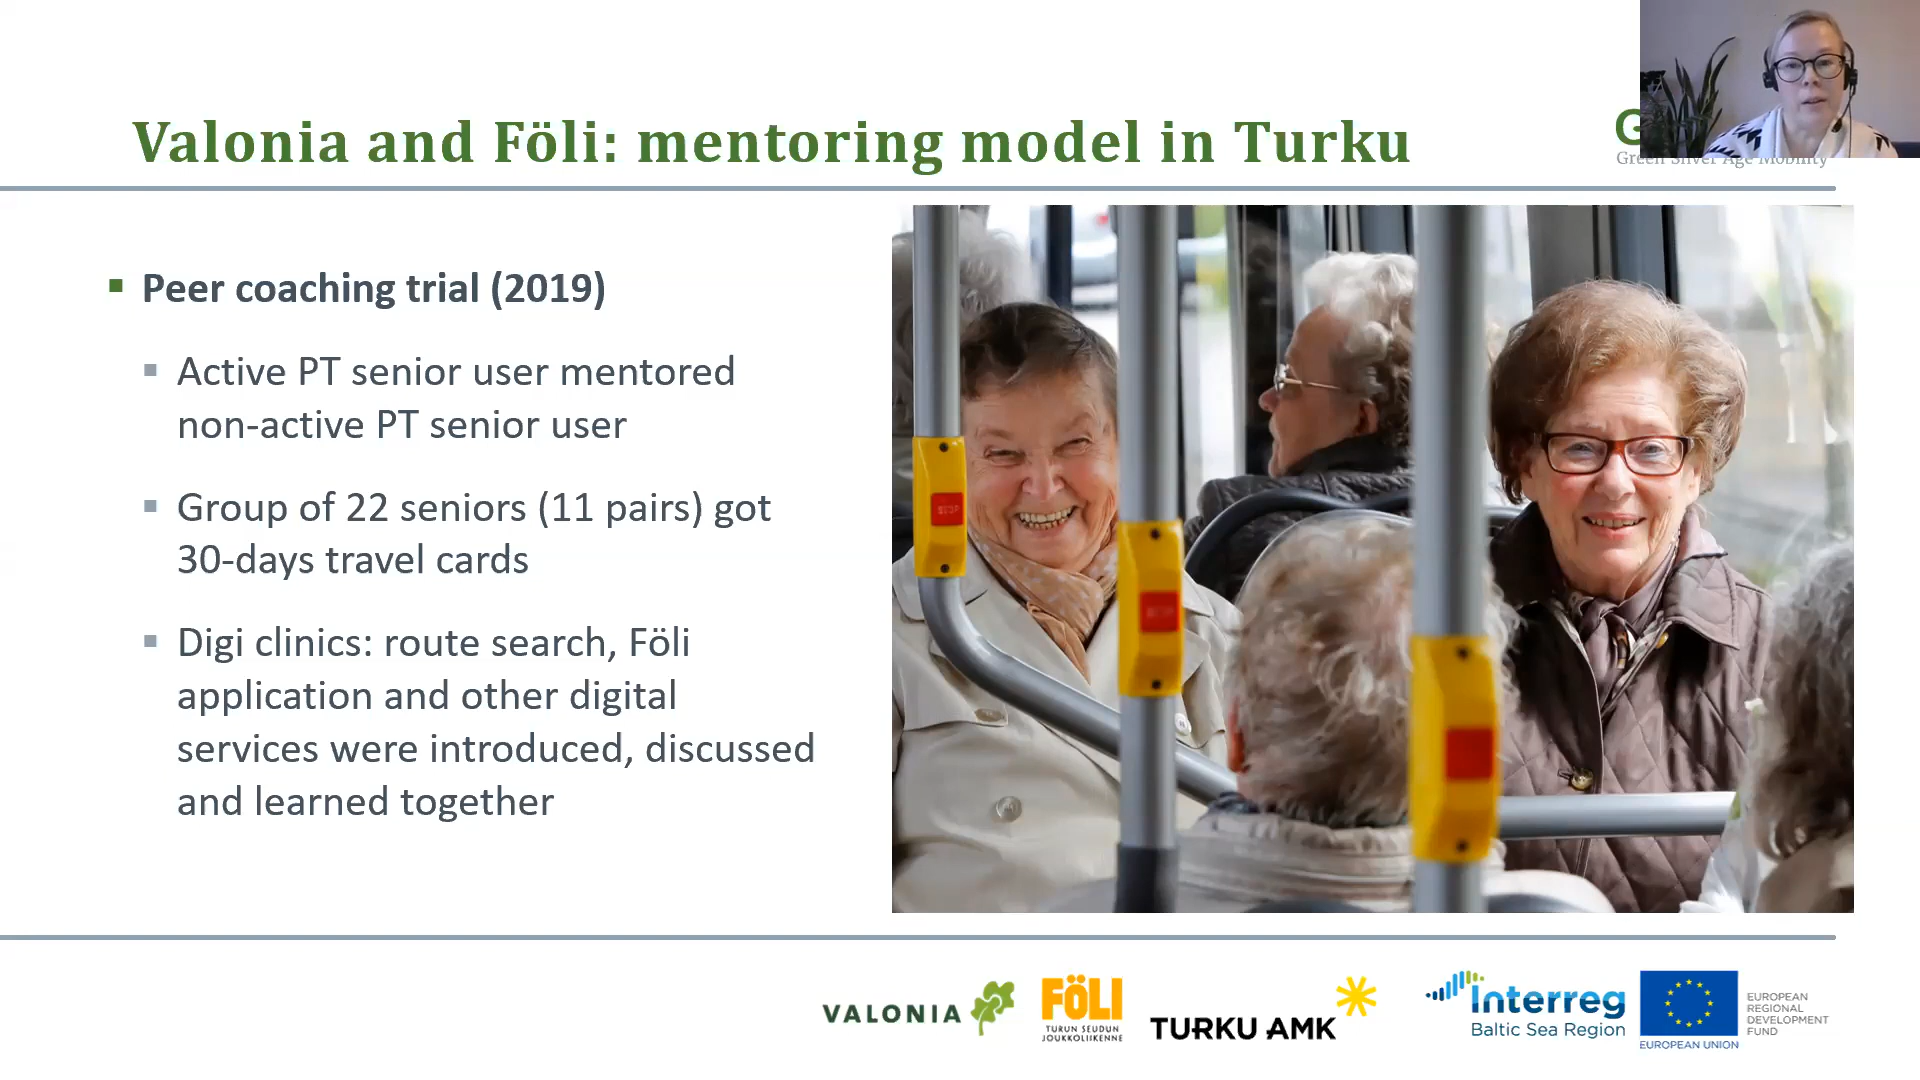 Valonia and Föli: mentoring model in Turku
G
Green Silver Age Mobility
Peer coaching trial (2019)
Active PT senior user mentored
non-active PT senior user
Group of 22 seniors (11 pairs) got
30-days travel cards
Digi clinics: route search, Föli
application and other digital
services were introduced, discussed
and learned together
STOP
STOP
VALONIA
FÖLI
TURUN SEUDUN
JOUKKOLIIKENNE
TURKU AMK
Interreg
Baltic Sea Region
EUROPEAN UNION
EUROPEAN
REGIONAL
DEVELOPMENT
FUND